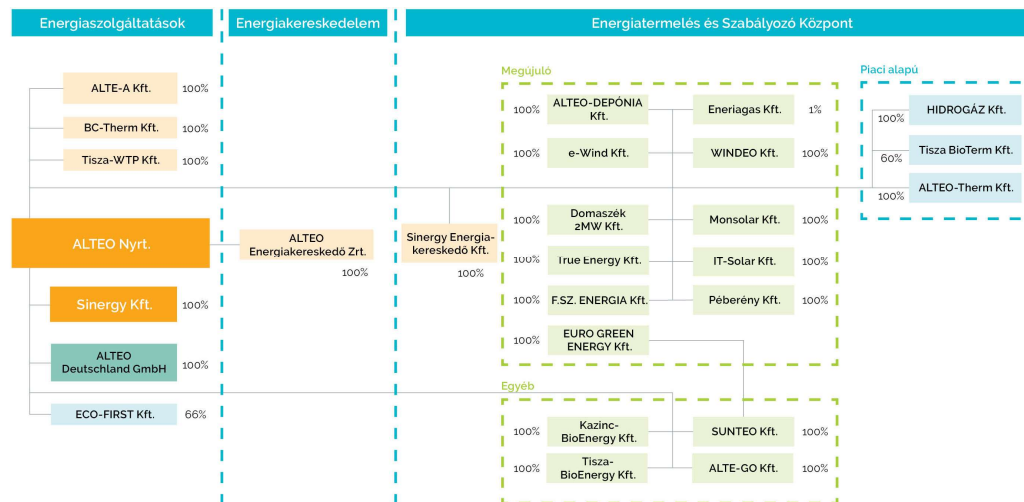 Energiaszolgáltatások
Energiakereskedelem
Energiatermelés és Szabályozó Központ
ALTE-A Kft.
100%
BC-Therm Kft.
100%
Tisza-WTP Kft.
100%
ALTEO Nyrt.
Sinergy Kft.
100%
ALTEO
Deutschland GmbH
100%
ECO-FIRST Kft.
66%
ALTEO
Energiakereskedő Zrt.
100%
Sinergy Energia-
kereskedő Kft.
100%
Megújuló
100%
ALTEO-DEPÓNIA
Kft.
Eneriagas Kft.
1%
100%
e-Wind Kft.
WINDEO Kft.
100%
100%
Domaszék
2MW Kft.
Monsolar Kft.
100%
100%
True Energy Kft.
IT-Solar Kft.
100%
100%
F.SZ. ENERGIA Kft.
Péberény Kft.
100%
100%
EURO GREEN
ENERGY Kft.
Egyéb
100%
Kazinc-
BioEnergy Kft.
SUNTEO Kft.
100%
100%
Tisza-
BioEnergy Kft.
ALTE-GO Kft.
100%
Piaci alapú
100%
HIDROGÁZ Kft.
60%
Tisza BioTerm Kft.
100%
ALTEO-Therm Kft.